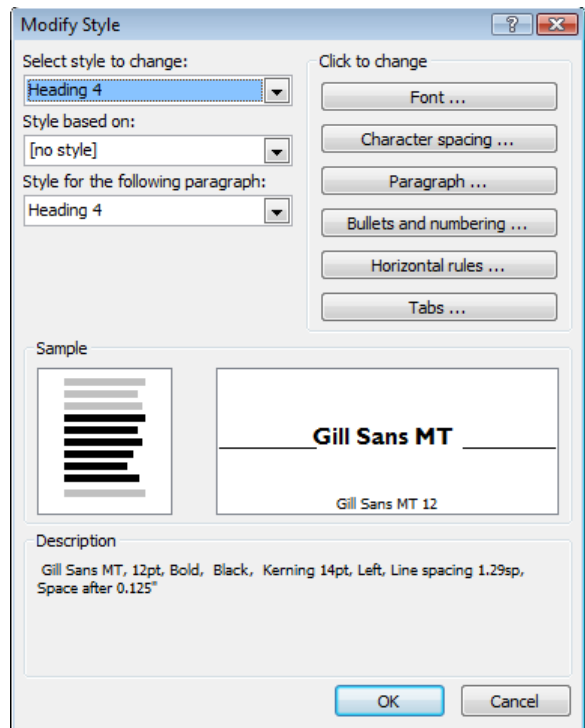 Modify Style
Select style to change:
Heading 4
Style based on:
[no style]
Style for the following paragraph:
Heading 4
Click to change
Font ...
Character spacing ...
Paragraph ...
Bullets and numbering ...
Horizontal rules ...
Tabs ...
Sample
Gill Sans MT
Gill Sans MT 12
Description
Gill Sans MT, 12pt, Bold, Black, Kerning 14pt, Left, Line spacing 1.29sp,
Space after 0.125"
OK
Cancel